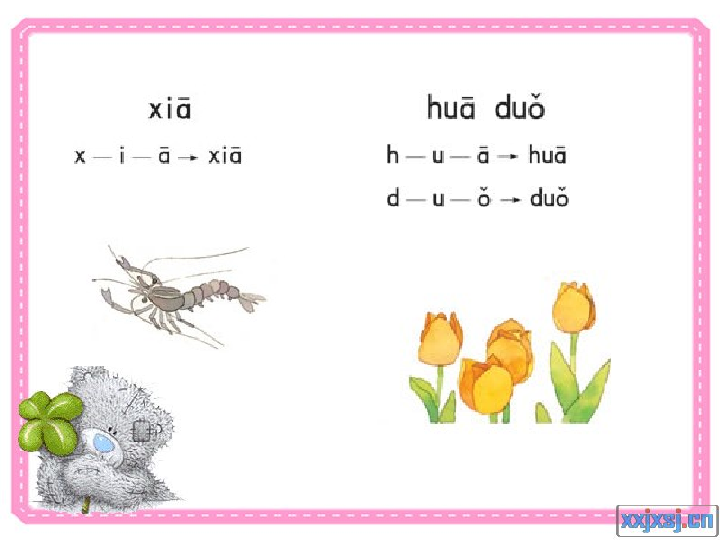 xiā
x — i — ā → xiā
huā duǒ
h — u — ā → huā
d — u — ǒ → duǒ
xxjxsj.cn